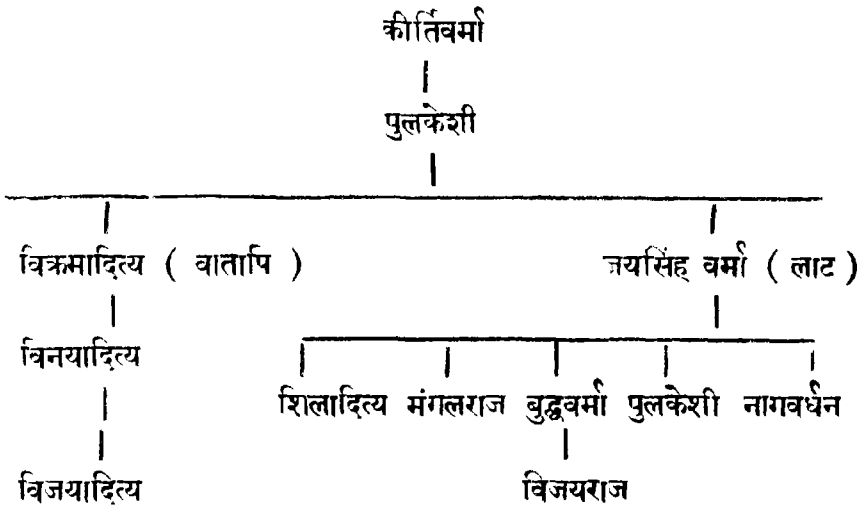 कीर्तिवर्मा
पुलकेशी
विक्रमादित्य ( वातापि ) जयसिंह वर्मा ( लाट )
विनयादित्य
शिलादित्य मंगलराज बुद्धवर्मा पुलकेशी नागवर्धन
विजयादित्य विजयराज